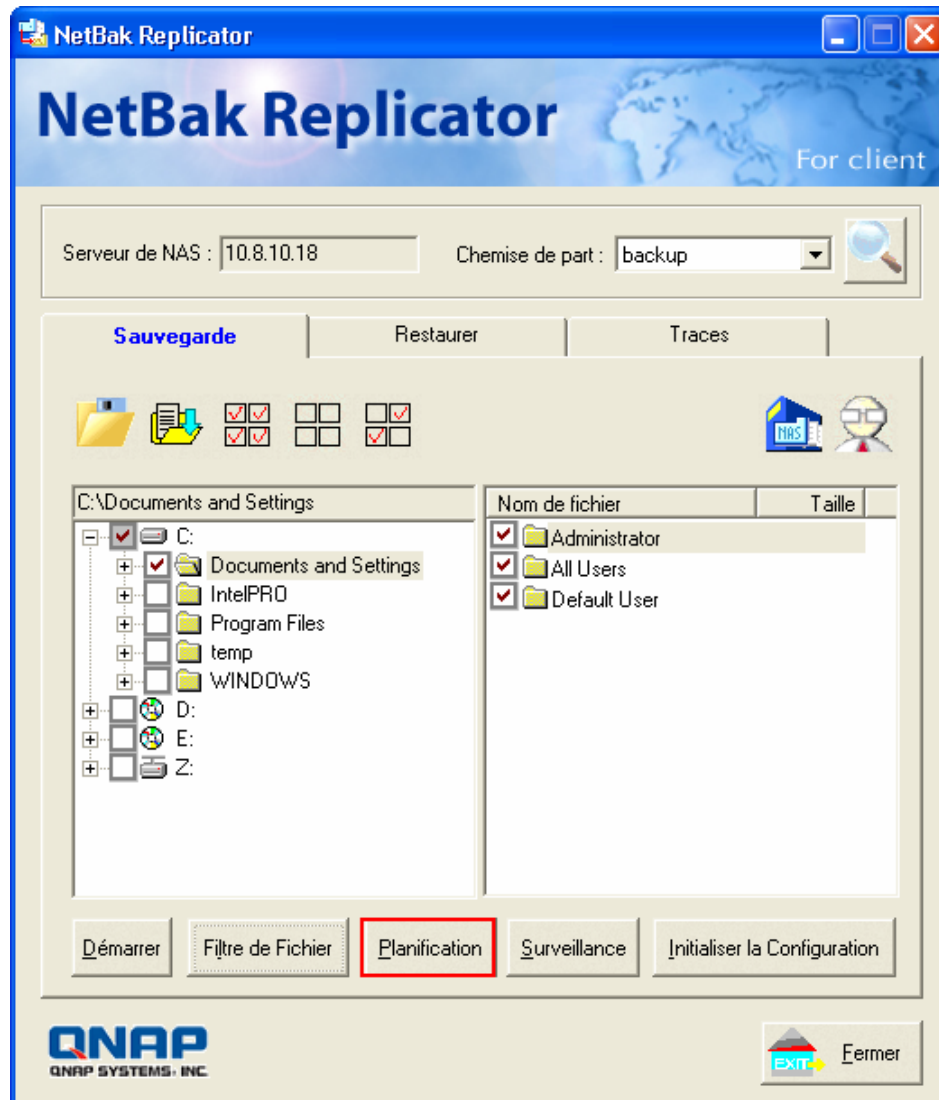 NetBak Replicator
NetBak Replicator
For client
Serveur de NAS : 10.8.10.18 Chemise de part : backup
Sauvegarde Restaurer Traces
NAS
C:\Documents and Settings
C:
Documents and Settings
IntelPRO
Program Files
temp
WINDOWS
D:
E:
Z:
Nom de fichier Taille
Administrator
All Users
Default User
Démarrer Filtre de Fichier Planification Surveillance Initialiser la Configuration
QNAP
QNAP SYSTEMS, INC.
EXIT Fermer